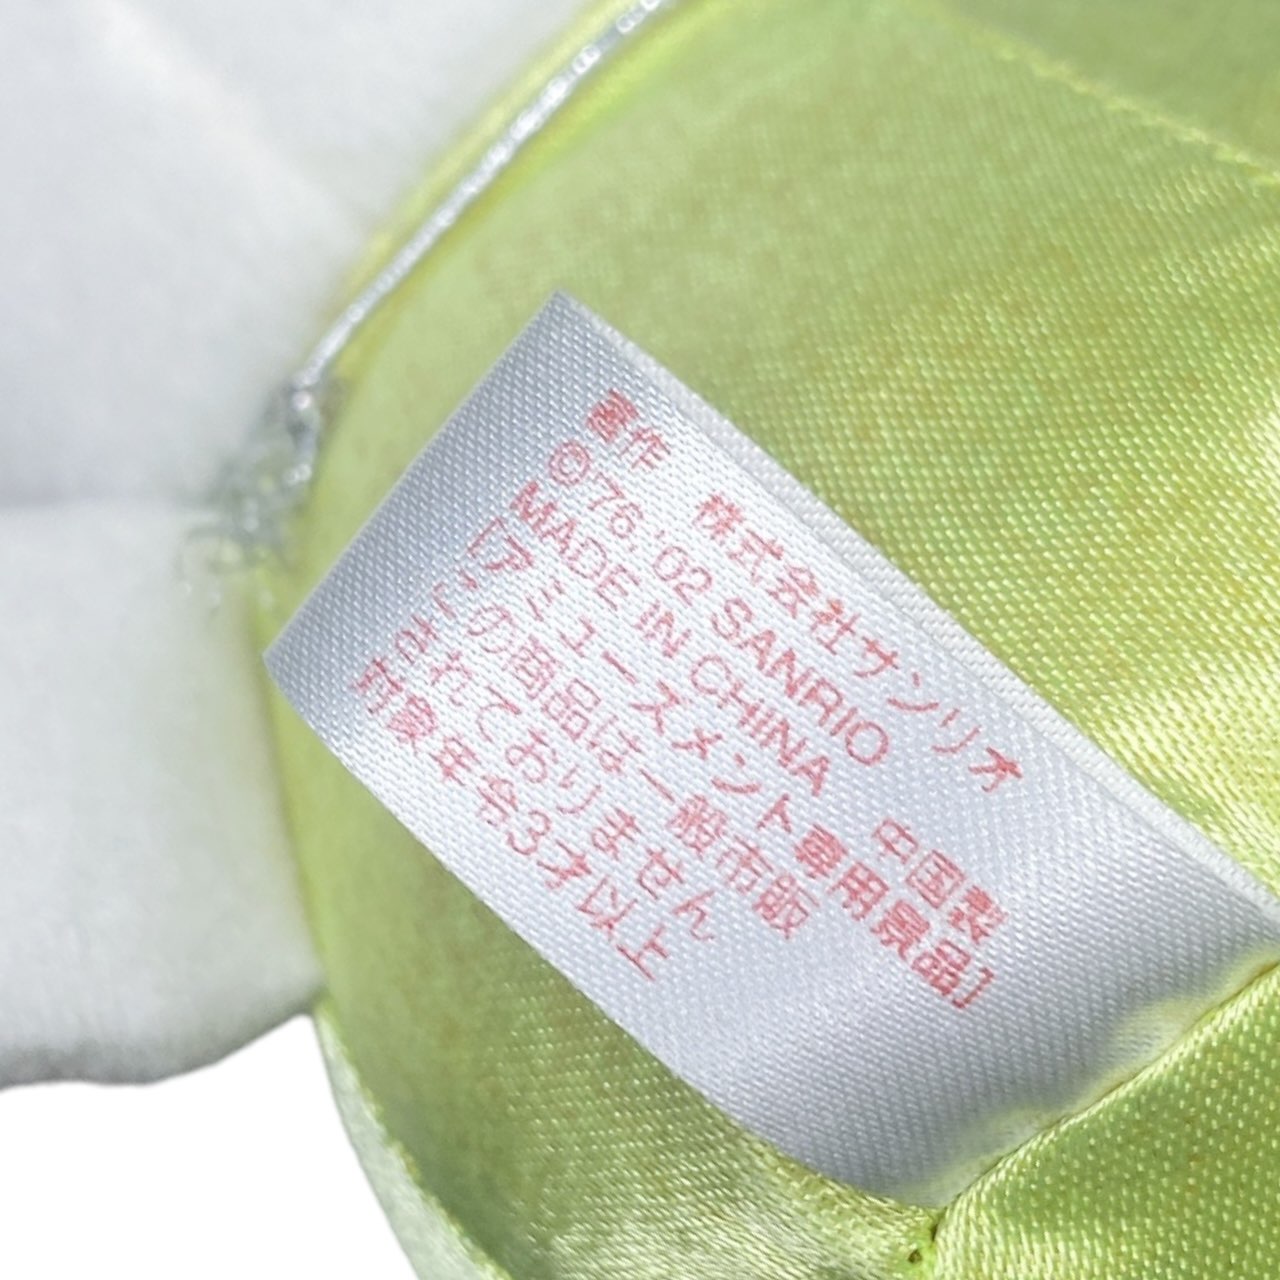 著作　株式会社サンリオ
©'76,'02 SANRIO
MADE IN CHINA　中国製
「アミューズメント専用景品」
この商品は一般市販
されておりません
対象年令3才以上